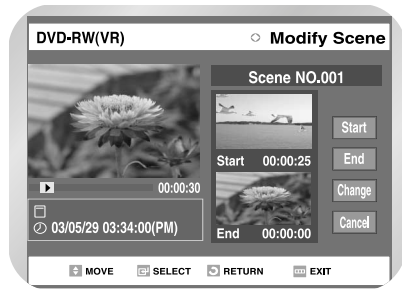 DVD-RW(VR)
Modify Scene
Scene NO.001
Start 00:00:25
End 00:00:00
00:00:30
03/05/29 03:34:00(PM)
Start
End
Change
Cancel
MOVE SELECT RETURN EXIT